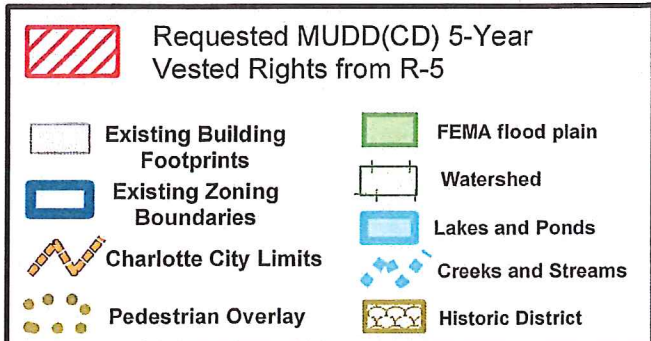 Requested MUDD(CD) 5-Year
Vested Rights from R-5
Existing Building
Footprints
Existing Zoning
Boundaries
Charlotte City Limits
Pedestrian Overlay
FEMA flood plain
Watershed
Lakes and Ponds
Creeks and Streams
Historic District